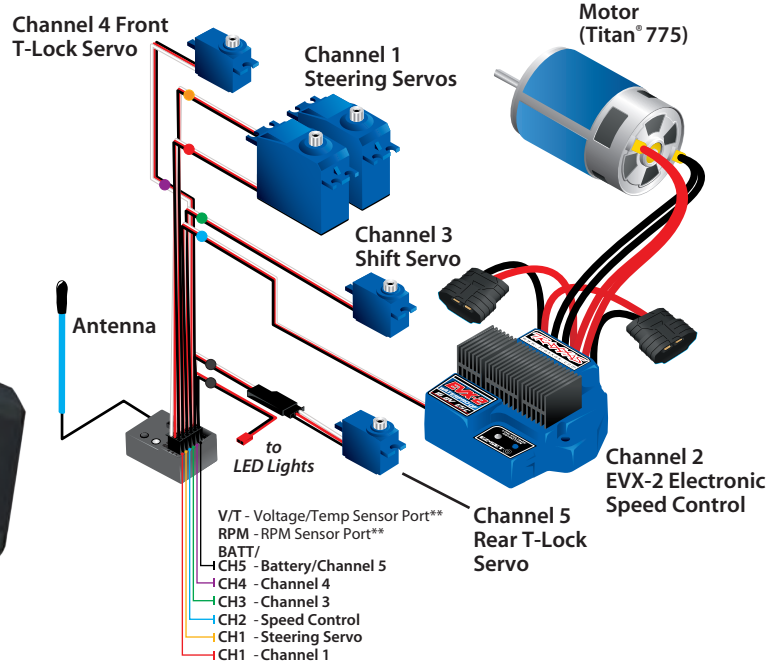 Channel 4 Front
T-Lock Servo
Channel 1
Steering Servos
Motor
(Titan® 775)
Channel 3
Shift Servo
Antenna
TRAXXAS
EVX-2
to
LED Lights
Channel 2
EVX-2 Electronic
Speed Control
Channel 5
Rear T-Lock
Servo
V/T - Voltage/Temp Sensor Port**
RPM - RPM Sensor Port**
BATT/
CH5 - Battery/Channel 5
CH4 - Channel 4
CH3 - Channel 3
CH2 - Speed Control
CH1 - Steering Servo
CH1 - Channel 1